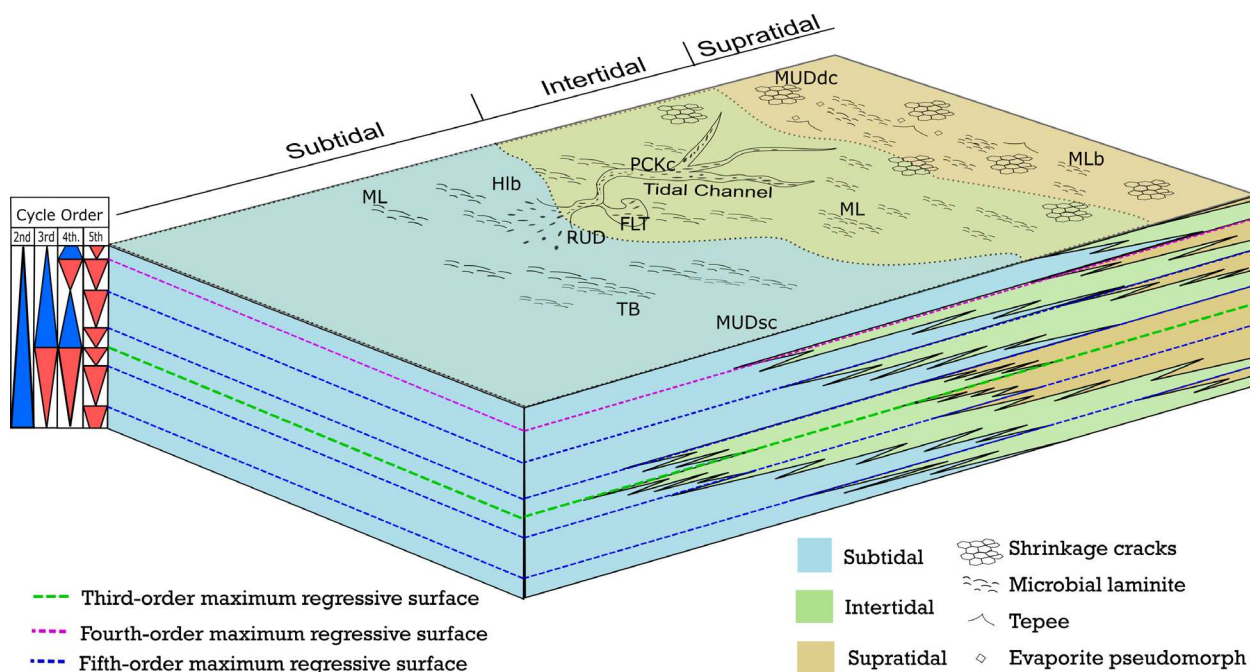 Supratidal
Intertidal
Subtidal
MUDdc
PCKc
MLb
HIb
Tidal Channel
ML
ML
FLT
RUD
TB
MUDsc
Cycle Order
2nd 3rd 4th. 5th
Third-order maximum regressive surface
Fourth-order maximum regressive surface
Fifth-order maximum regressive surface
Subtidal
Intertidal
Supratidal
Shrinkage cracks
Microbial laminite
Tepee
Evaporite pseudomorph